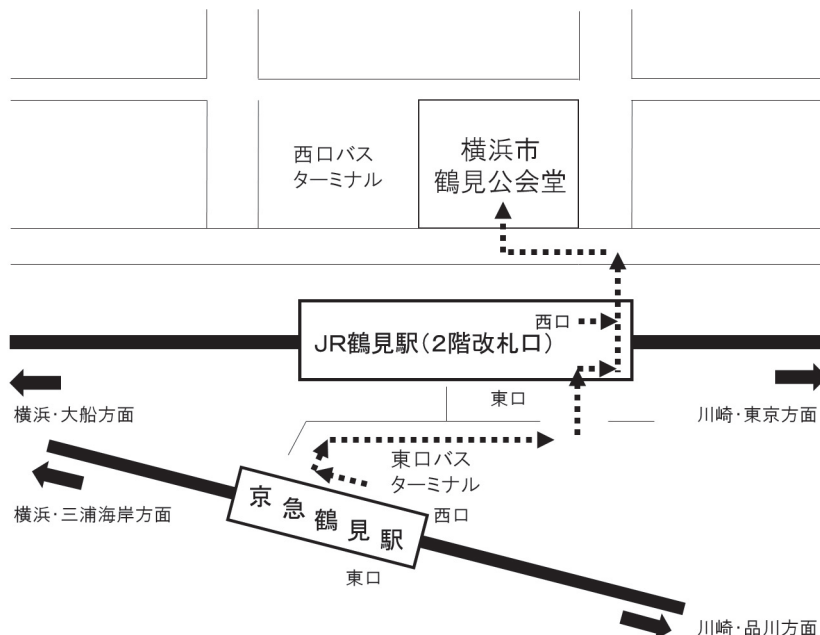 西口バス
ターミナル
横浜市
鶴見公会堂
西口
JR鶴見駅(2階改札口)
東口
横浜・大船方面
川崎・東京方面
東口バス
ターミナル
横浜・三浦海岸方面
京急鶴見駅
西口
東口
川崎・品川方面